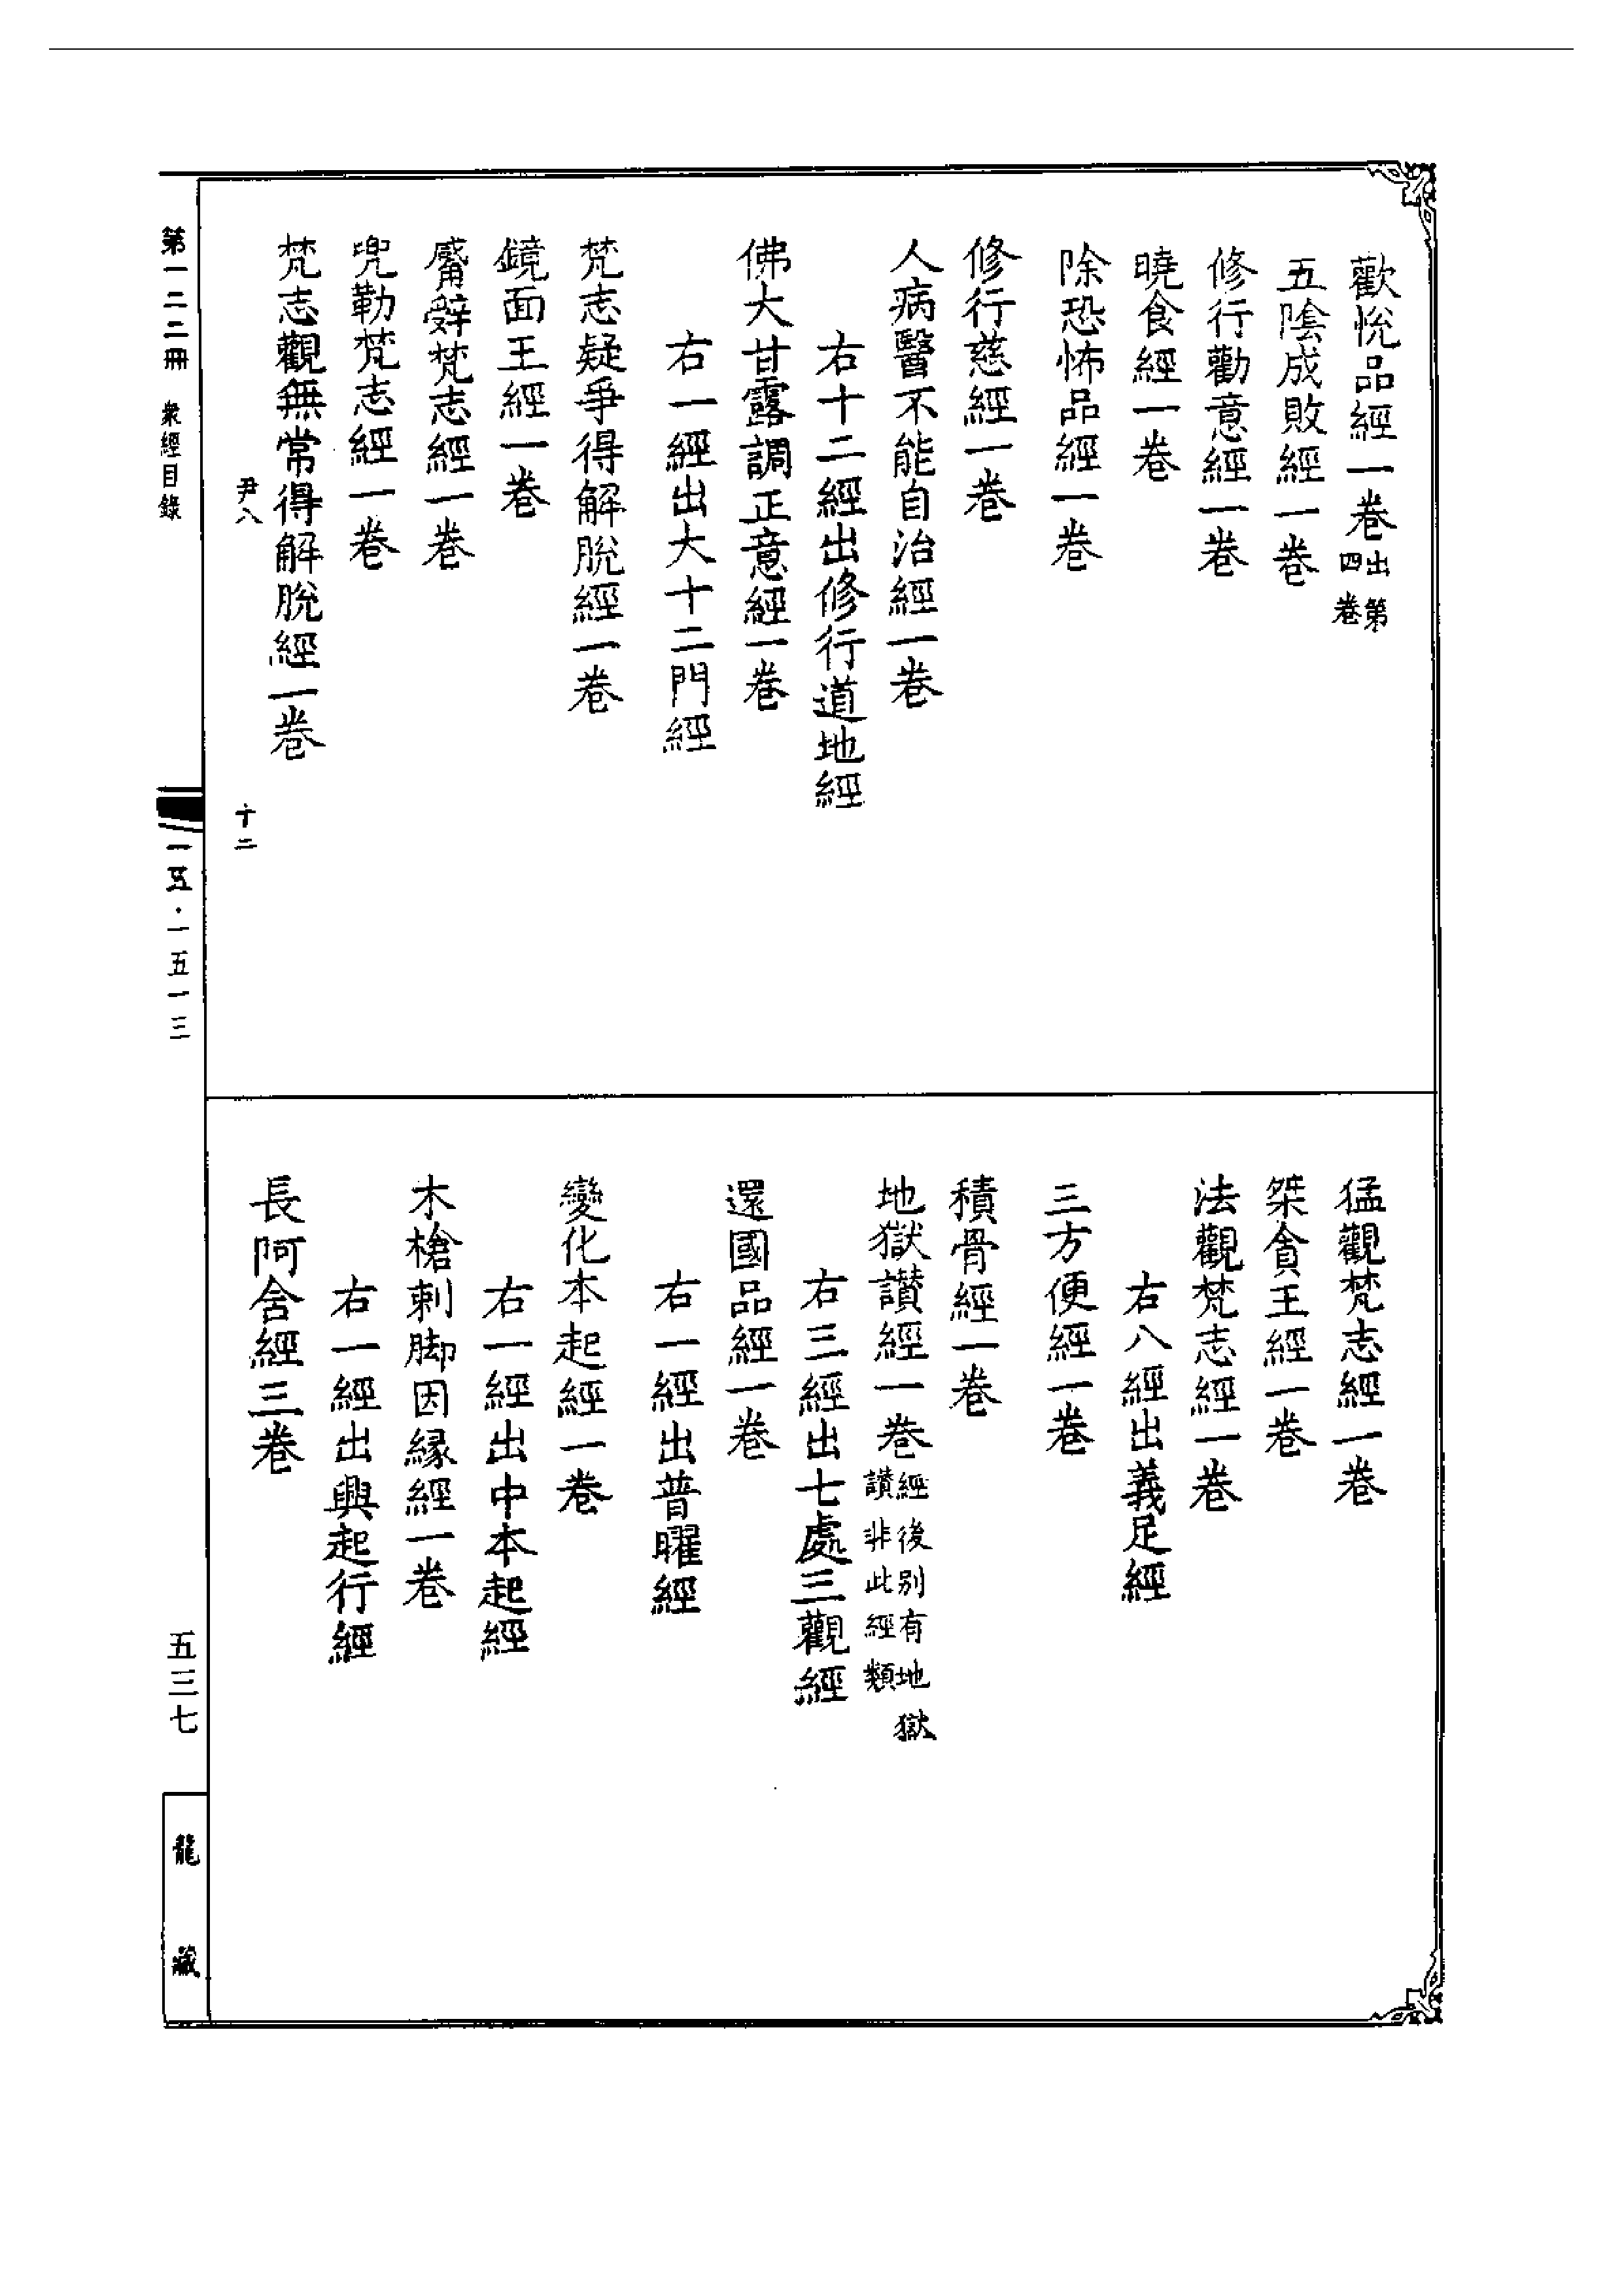 歡悅品經一卷出第四卷
五陰成敗經一卷
修行勸意經一卷
曉食經一卷
除恐怖品經一卷
修行慈經一卷
人病醫不能自治經一卷
右十二經出修行道地經
佛大甘露調正意經一卷
右一經出大十二門經
梵志疑爭得解脫經一卷
鏡面王經一卷
梵志經一卷
兜勒梵志經一卷
梵志觀無常得解脫經一卷
尹八 十二
猛觀梵志經一卷
桀貪王經一卷
法觀梵志經一卷
右八經出義足經
三方便經一卷
積骨經一卷
地獄讚經一卷經後別有地獄讚非此經類
右三經出七處三觀經
還國品經一卷
右一經出普曜經
變化本起經一卷
右一經出中本起經
木槍刺脚因緣經一卷
右一經出興起行經
長阿含經三卷
第一二二冊 衆經目錄
一五·一五一三
五三七
龍藏